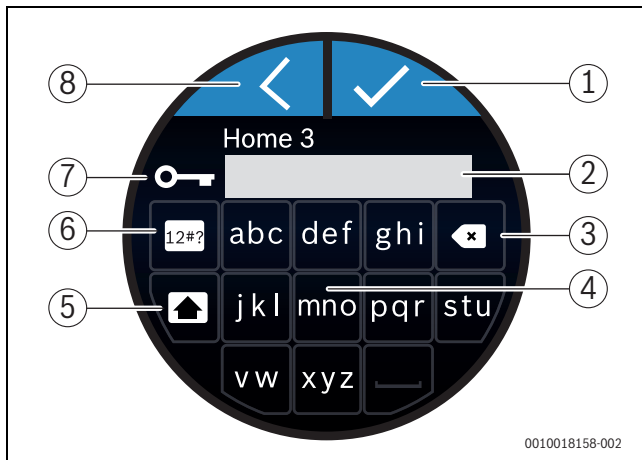 8
1
Home 3
7
2
6
12#?
abc
def
ghi
3
5
jkl
mno
pqr
stu
4
vw
xyz
0010018158-002